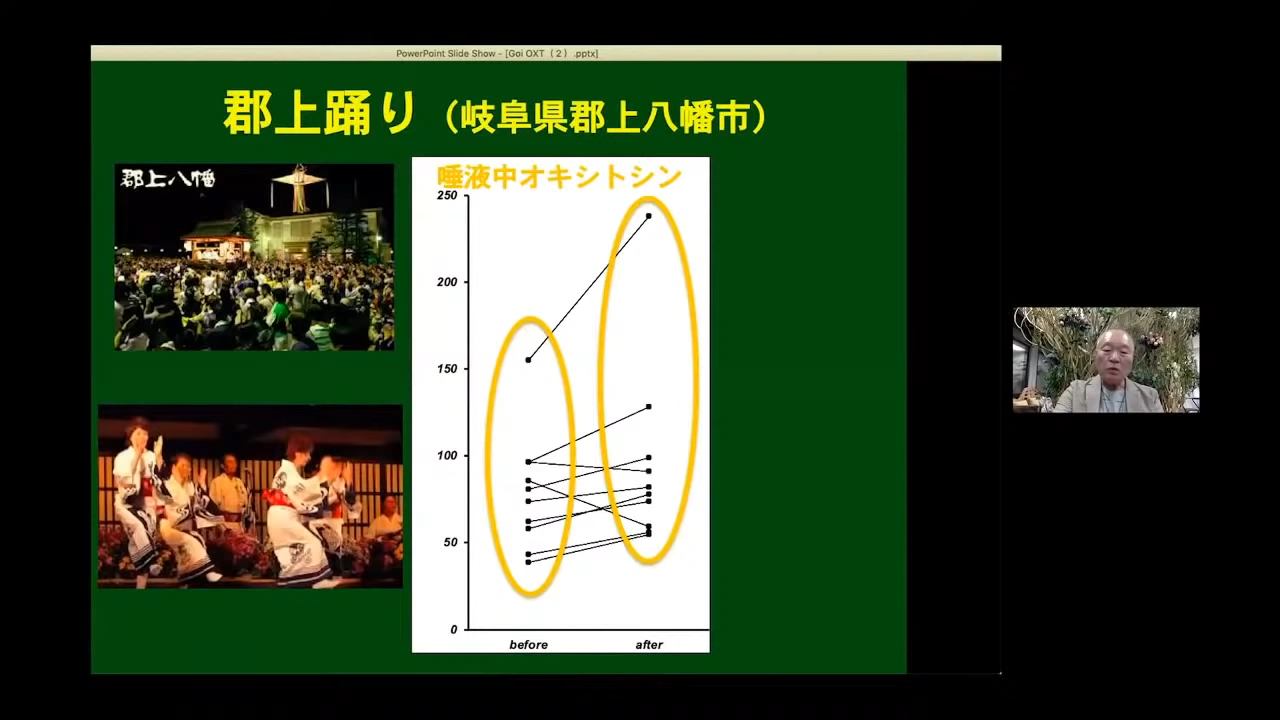 PowerPoint Slide Show - [Goi OXT（2）.pptx]
郡上踊り（岐阜県郡上八幡市）
郡上八幡
唾液中オキシトシン
250
200
150
100
50
0
before
after